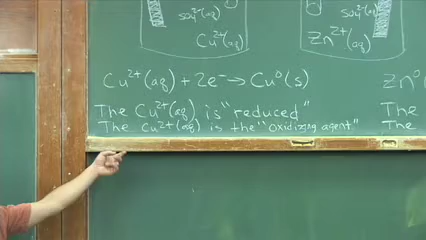 SO₄²⁻(aq)
Cu²⁺(aq)
SO₄²⁻(aq)
Zn²⁺(aq)
Cu²⁺(aq) + 2e⁻ → Cu⁰(s)
Zn⁰
The Cu²⁺(aq) is "reduced"
The
The Cu²⁺(aq) is the "oxidizing agent"
The